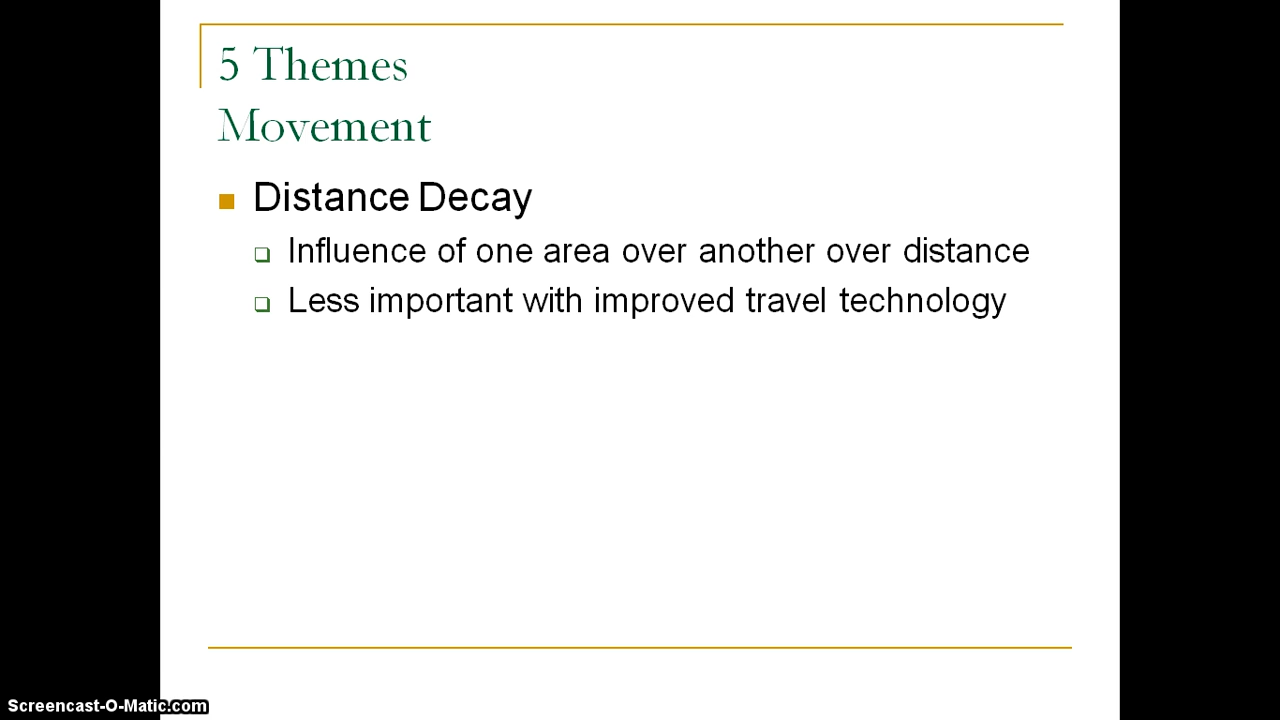 5 Themes
Movement
Distance Decay
Influence of one area over another over distance
Less important with improved travel technology
Screencast-O-Matic.com